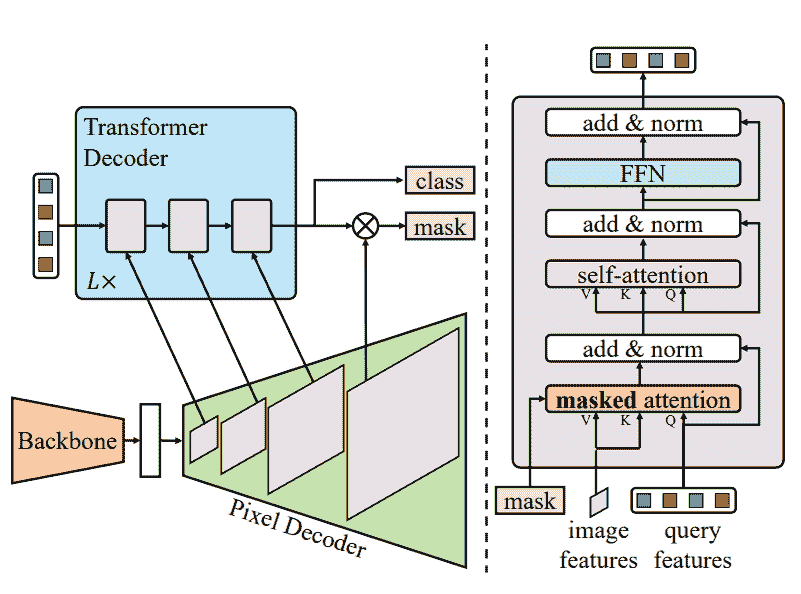 Transformer
Decoder
L×
class
mask
Backbone
Pixel Decoder
add & norm
FFN
add & norm
self-attention
V K Q
add & norm
masked attention
V K Q
mask
image
features
query
features